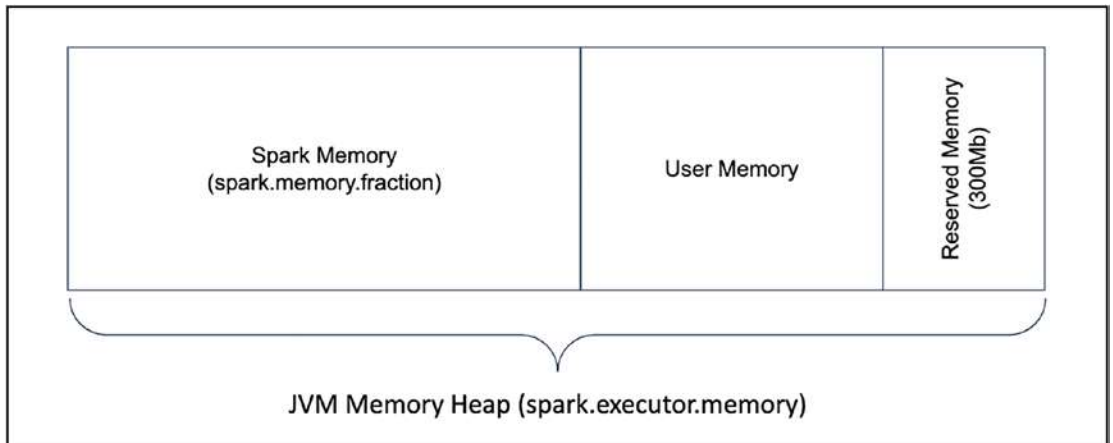 Spark Memory
(spark.memory.fraction)
User Memory
Reserved Memory
(300Mb)
JVM Memory Heap (spark.executor.memory)